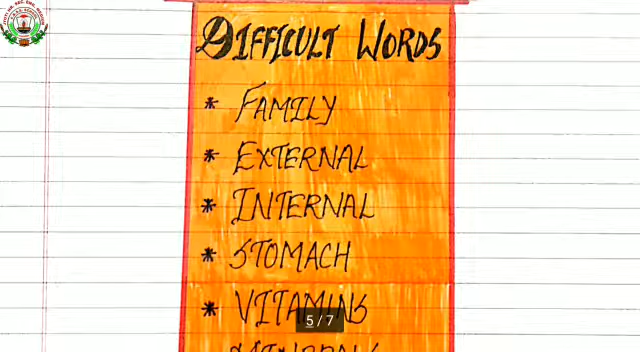 DIFFICULT WORDS
* FAMILY
* EXTERNAL
* INTERNAL
* STOMACH
* VITAMINS
5/7